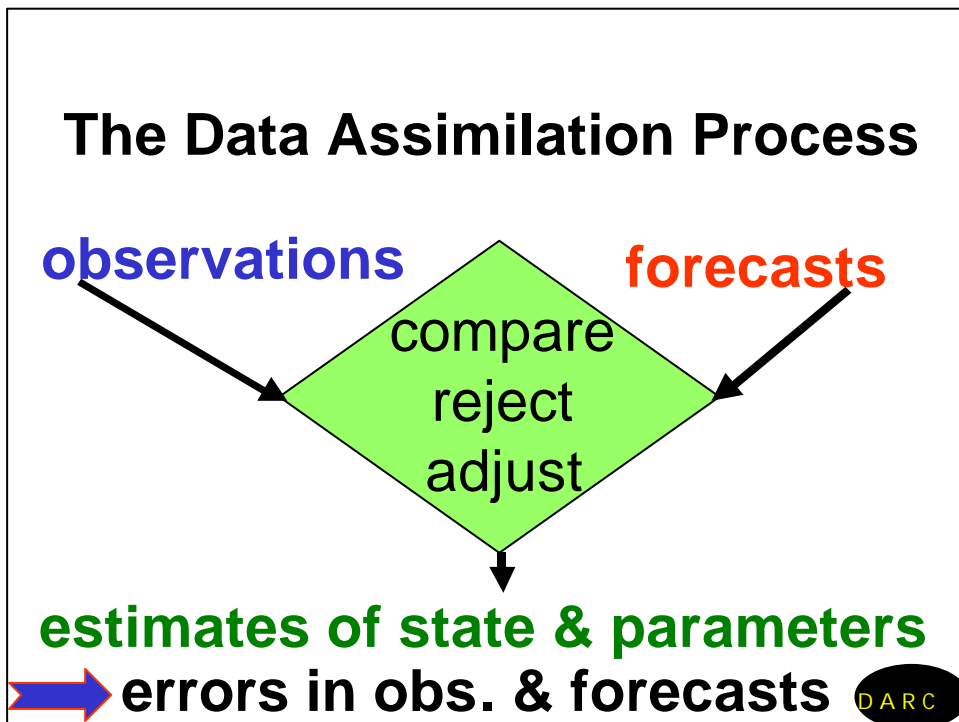 The Data Assimilation Process
observations
forecasts
compare
reject
adjust
estimates of state & parameters
errors in obs. & forecasts
DARC